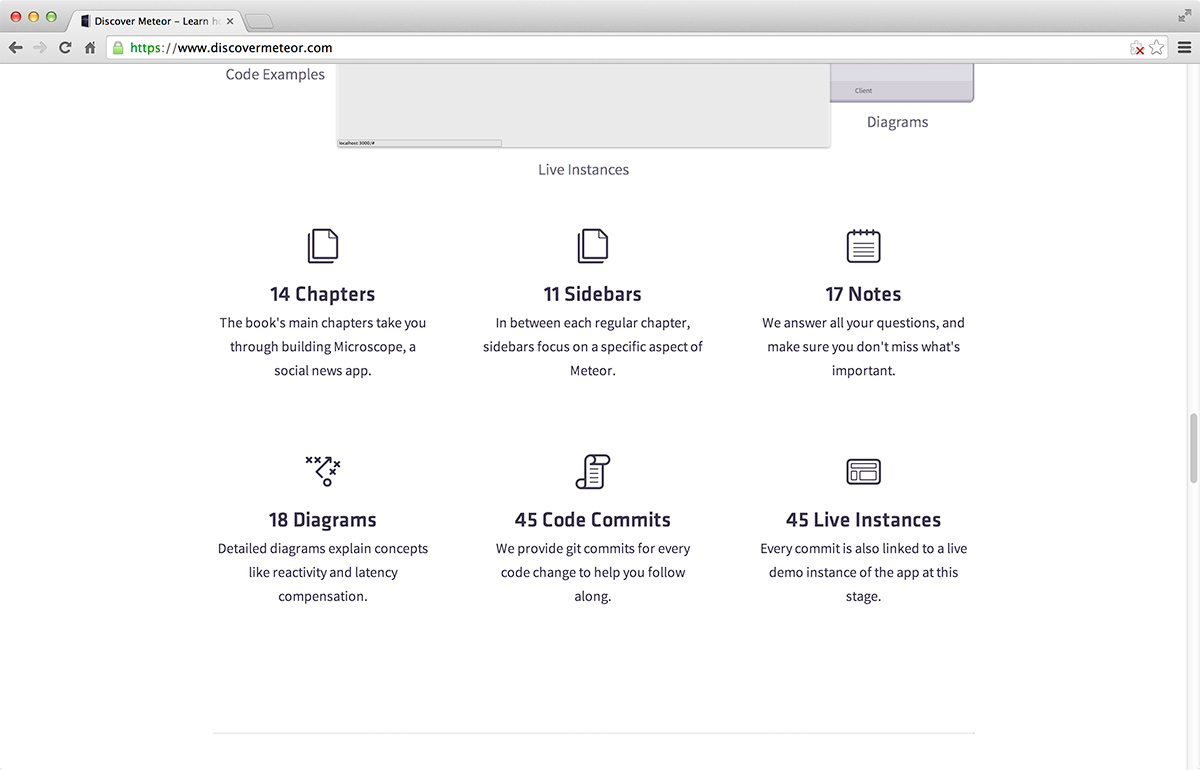 Discover Meteor – Learn h
https://www.discovermeteor.com
Code Examples
Client
Diagrams
localhost:3000/#
Live Instances
14 Chapters
The book's main chapters take you
through building Microscope, a
social news app.
11 Sidebars
In between each regular chapter,
sidebars focus on a specific aspect of
Meteor.
17 Notes
We answer all your questions, and
make sure you don't miss what's
important.
18 Diagrams
Detailed diagrams explain concepts
like reactivity and latency
compensation.
45 Code Commits
We provide git commits for every
code change to help you follow
along.
45 Live Instances
Every commit is also linked to a live
demo instance of the app at this
stage.